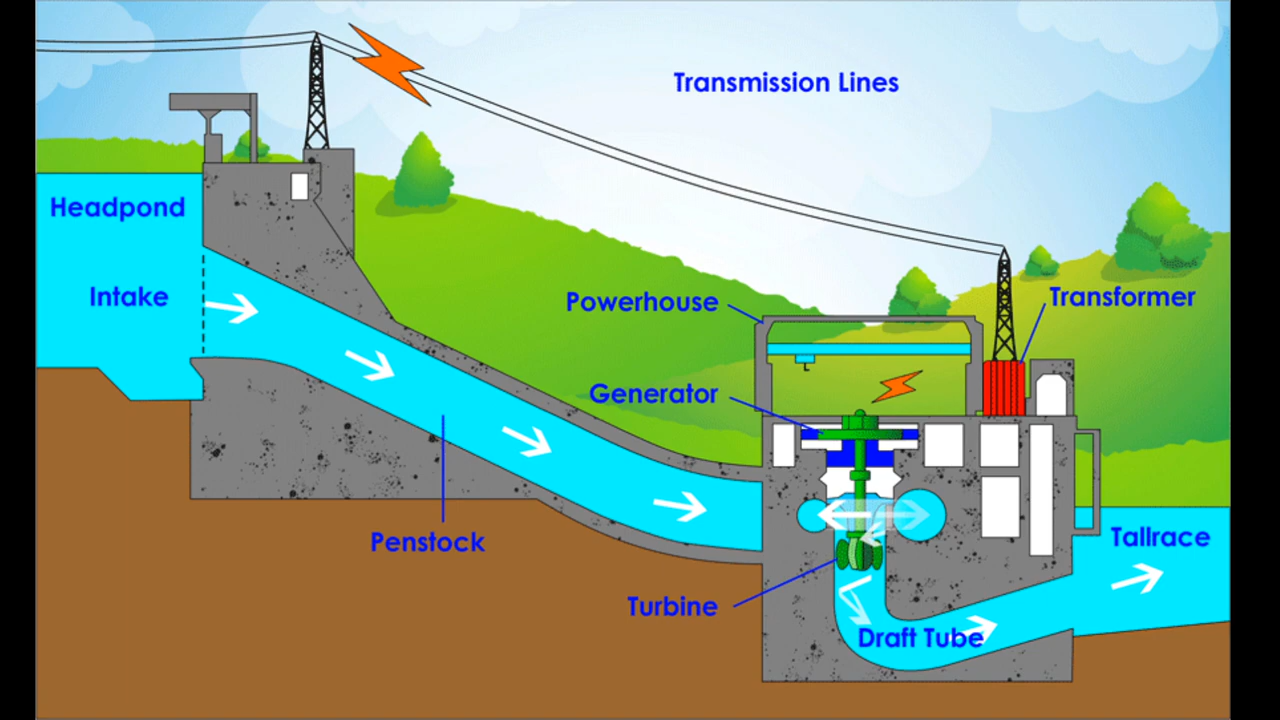 Transmission Lines
Headpond
Intake
Powerhouse
Transformer
Generator
Penstock
Tallrace
Turbine
Draft Tube